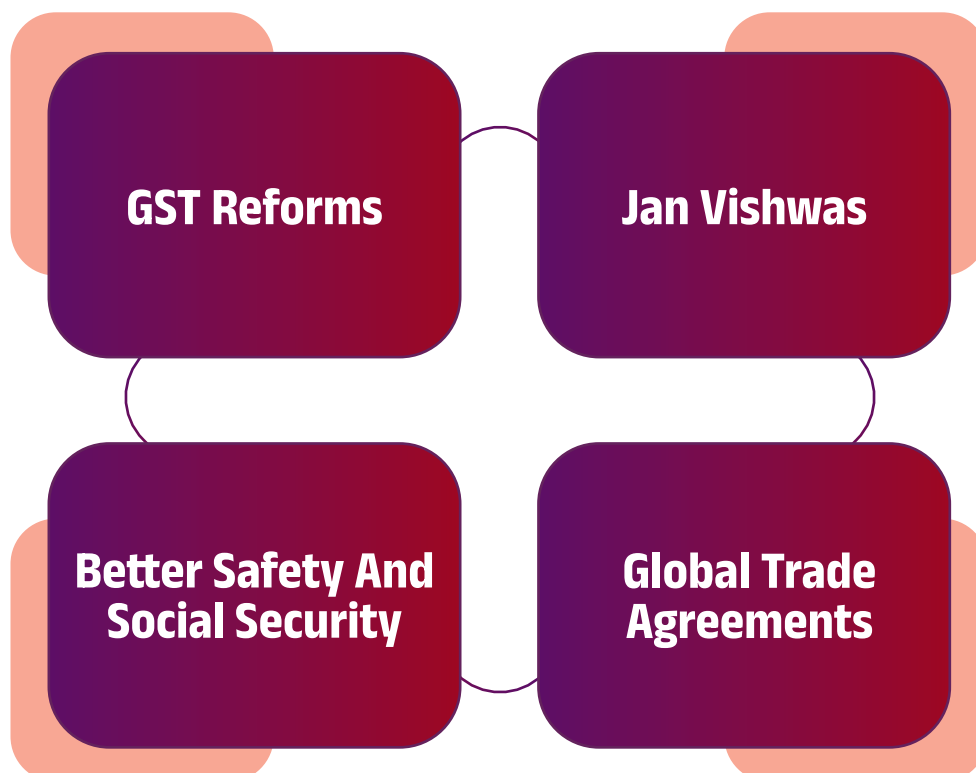 GST Reforms
Jan Vishwas
Better Safety And
Social Security
Global Trade
Agreements